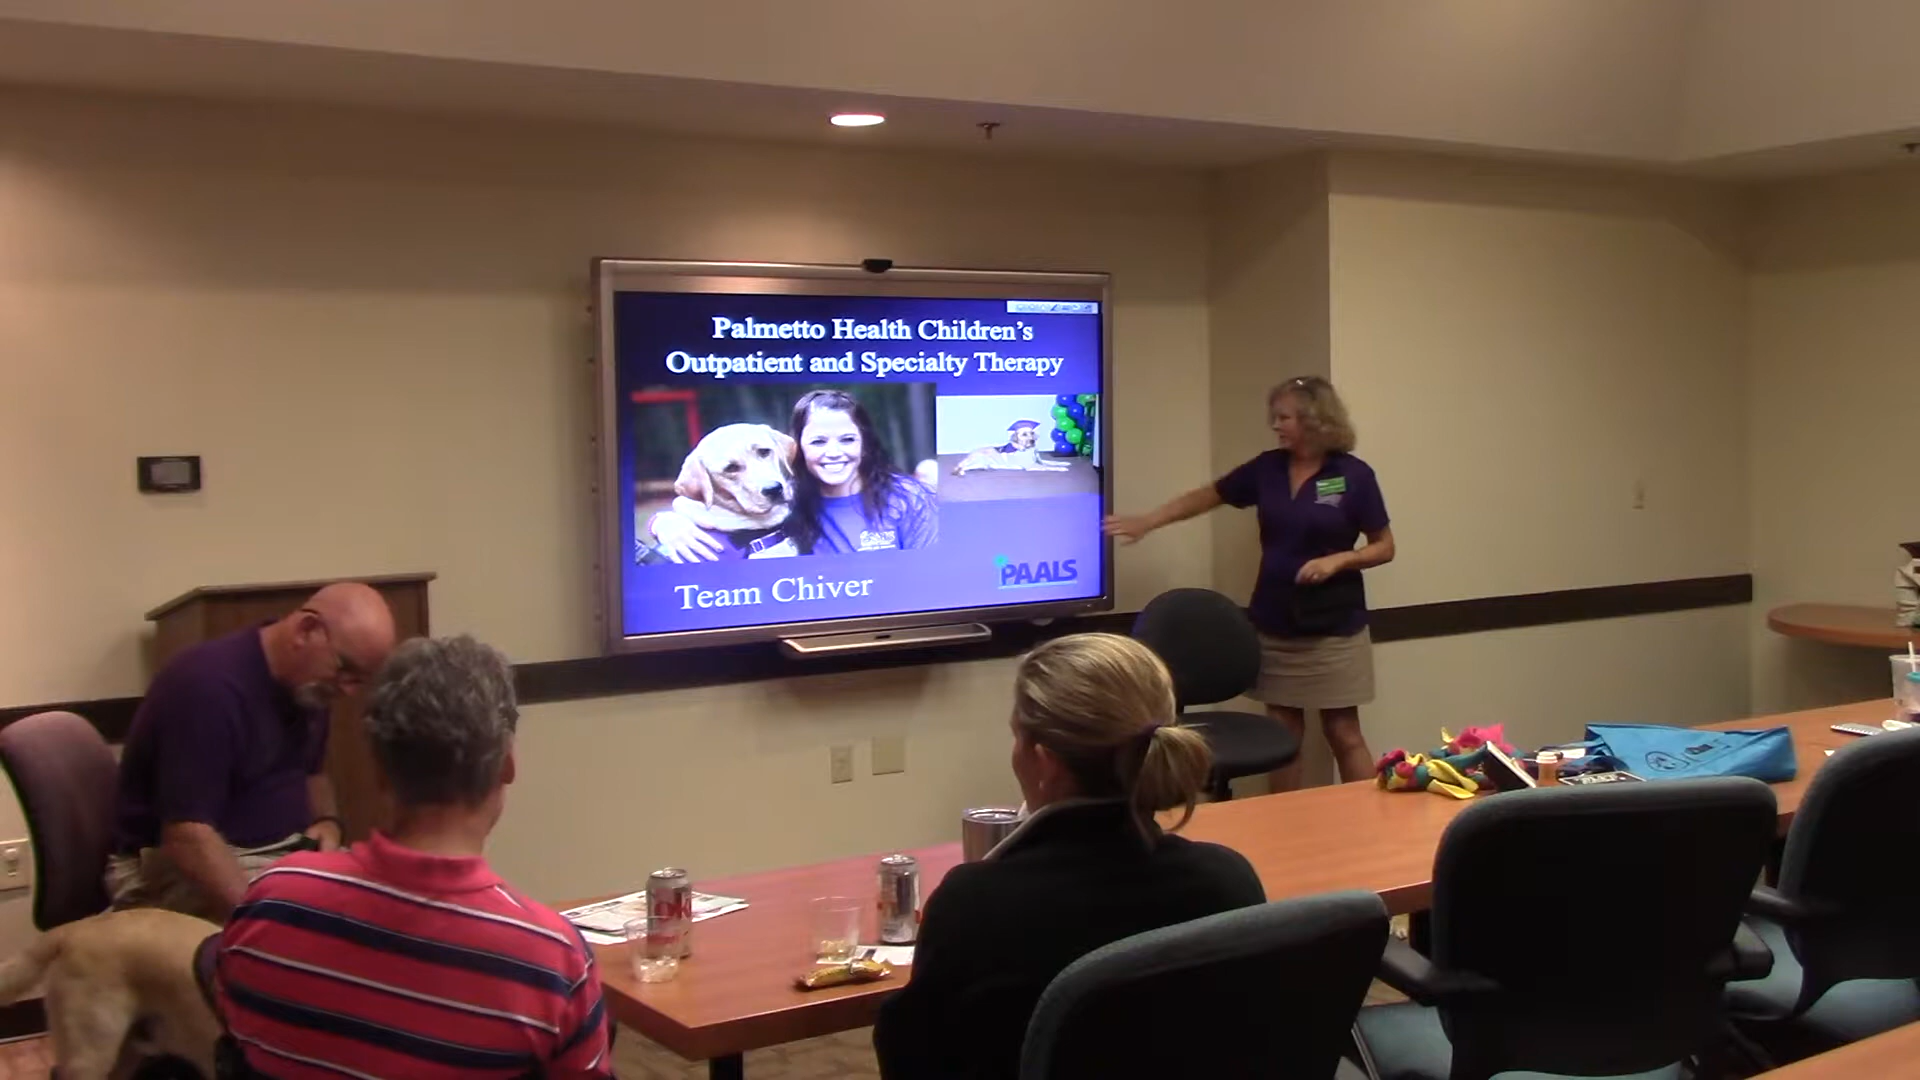 Palmetto Health Children's
Outpatient and Specialty Therapy
Team Chiver
PAALS